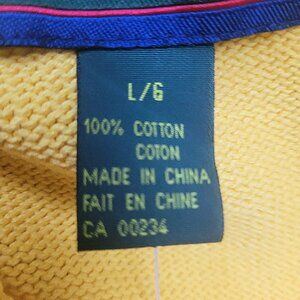 L/G
100% COTTON
COTON
MADE IN CHINA
FAIT EN CHINE
CA 00234